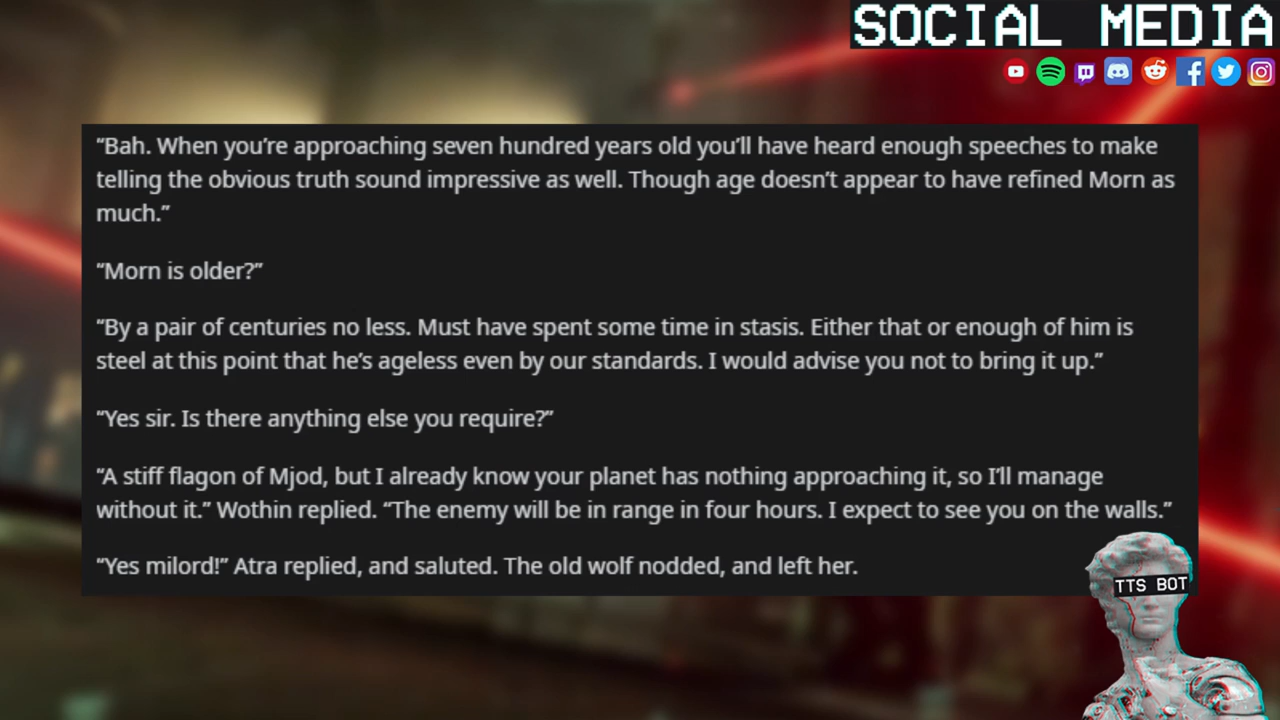 SOCIAL MEDIA
“Bah. When you’re approaching seven hundred years old you’ll have heard enough speeches to make
telling the obvious truth sound impressive as well. Though age doesn’t appear to have refined Morn as
much.”
“Morn is older?”
“By a pair of centuries no less. Must have spent some time in stasis. Either that or enough of him is
steel at this point that he’s ageless even by our standards. I would advise you not to bring it up.”
“Yes sir. Is there anything else you require?”
“A stiff flagon of Mjod, but I already know your planet has nothing approaching it, so I’ll manage
without it.” Wothin replied. “The enemy will be in range in four hours. I expect to see you on the walls.”
“Yes milord!” Atra replied, and saluted. The old wolf nodded, and left her.
TTS BOT